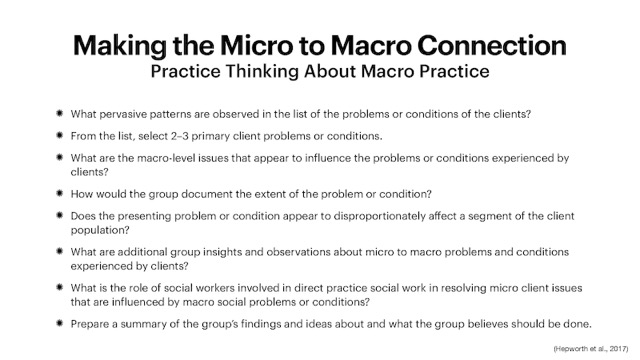 Making the Micro to Macro Connection
Practice Thinking About Macro Practice
✹ What pervasive patterns are observed in the list of the problems or conditions of the clients?
✹ From the list, select 2–3 primary client problems or conditions.
✹ What are the macro-level issues that appear to influence the problems or conditions experienced by
clients?
✹ How would the group document the extent of the problem or condition?
✹ Does the presenting problem or condition appear to disproportionately affect a segment of the client
population?
✹ What are additional group insights and observations about micro to macro problems and conditions
experienced by clients?
✹ What is the role of social workers involved in direct practice social work in resolving micro client issues
that are influenced by macro social problems or conditions?
✹ Prepare a summary of the group’s findings and ideas about and what the group believes should be done.
(Hepworth et al., 2017)